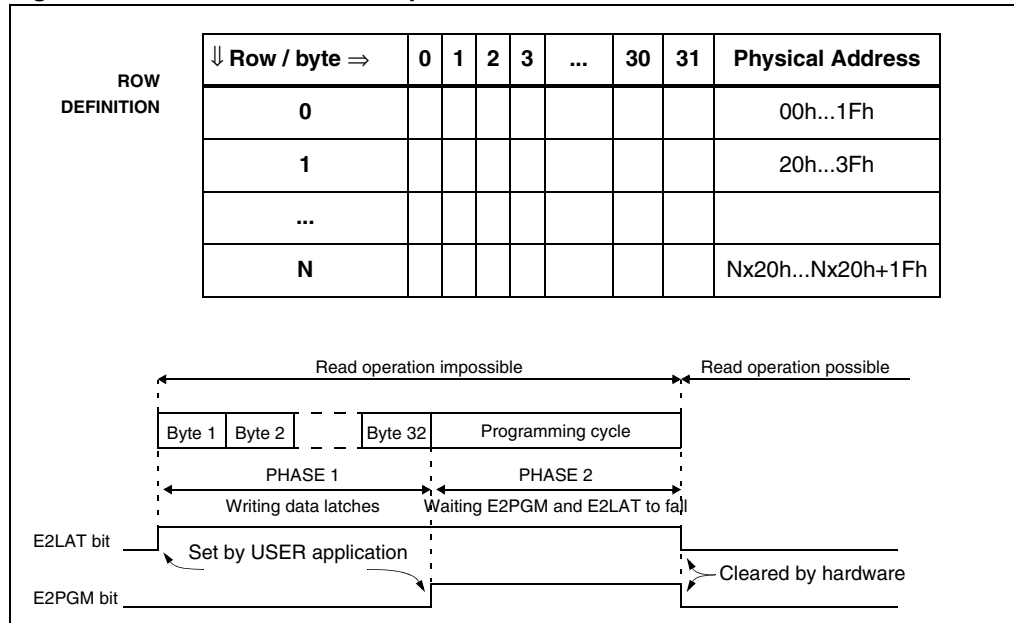 ⇓ Row / byte ⇒ 0 1 2 3 ... 30 31 Physical Address
ROW
DEFINITION
0 00h...1Fh
1 20h...3Fh
...
N Nx20h...Nx20h+1Fh
Read operation impossible Read operation possible
Byte 1 Byte 2 Byte 32 Programming cycle
PHASE 1 PHASE 2
Writing data latches Waiting E2PGM and E2LAT to fall
E2LAT bit
Set by USER application
Cleared by hardware
E2PGM bit